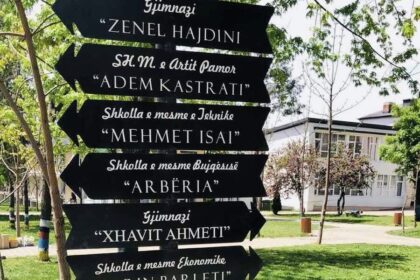 Gjimnazi
"ZENEL HAJDINI
SH. M. e Artit Pamor
"ADEM KASTRATI"
Shkolla e mesme e Teknike
"MEHMET ISAI"
Shkolla e mesme Bujqësisë
"ARBËRIA"
Gjimnazi
"XHAVIT AHMETI"
Shkolla e mesme Ekonomike